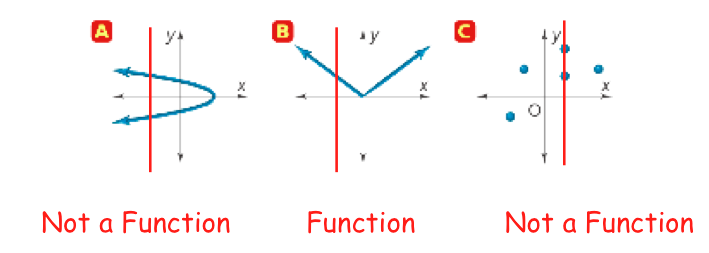 A y x
B y x
C y x
O
Not a Function Function Not a Function